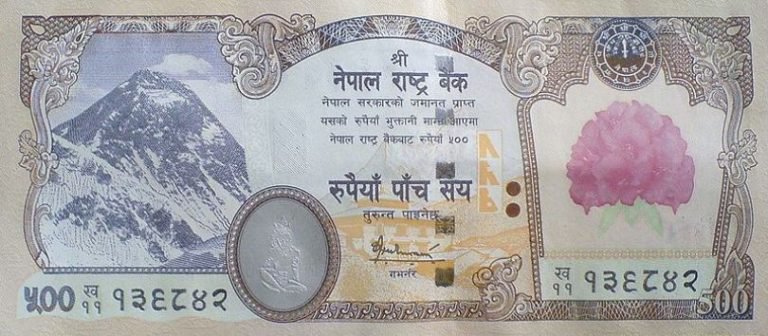 श्री
नेपाल राष्ट्र बैंक
नेपाल सरकारको जमानत प्राप्त
यसको रुपैयाँ भुक्तानी माग्न आएमा
नेपाल राष्ट्र बैंकबाट रुपैयाँ ५००
रुपैयाँ पाँच सय
तुरुन्त पाइनेछ
गभर्नर
५०० ख ११ १३६८४२
ख ११ १३६८४२
500